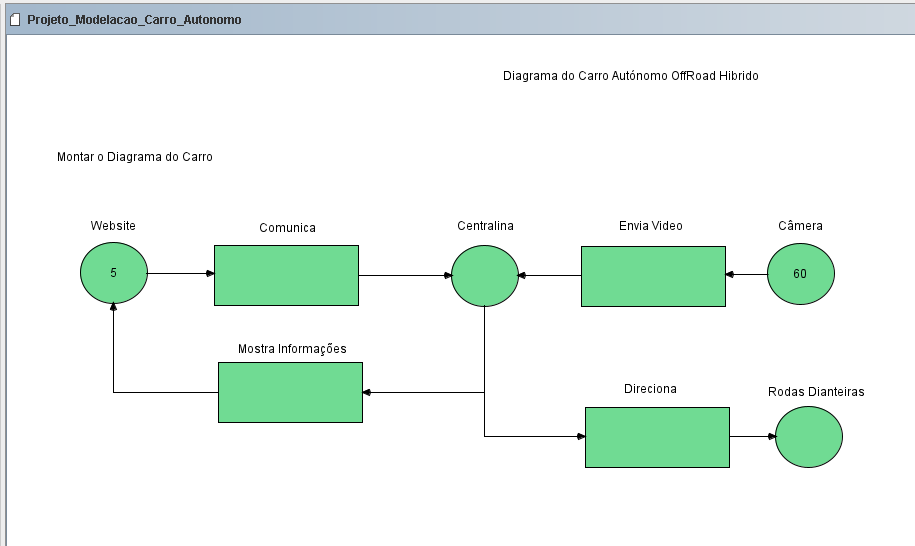 Projeto_Modelacao_Carro_Autonomo
Diagrama do Carro Autónomo OffRoad Hibrido
Montar o Diagrama do Carro
Website
Comunica
Centralina
Envia Video
Câmera
5
60
Mostra Informações
Direciona
Rodas Dianteiras